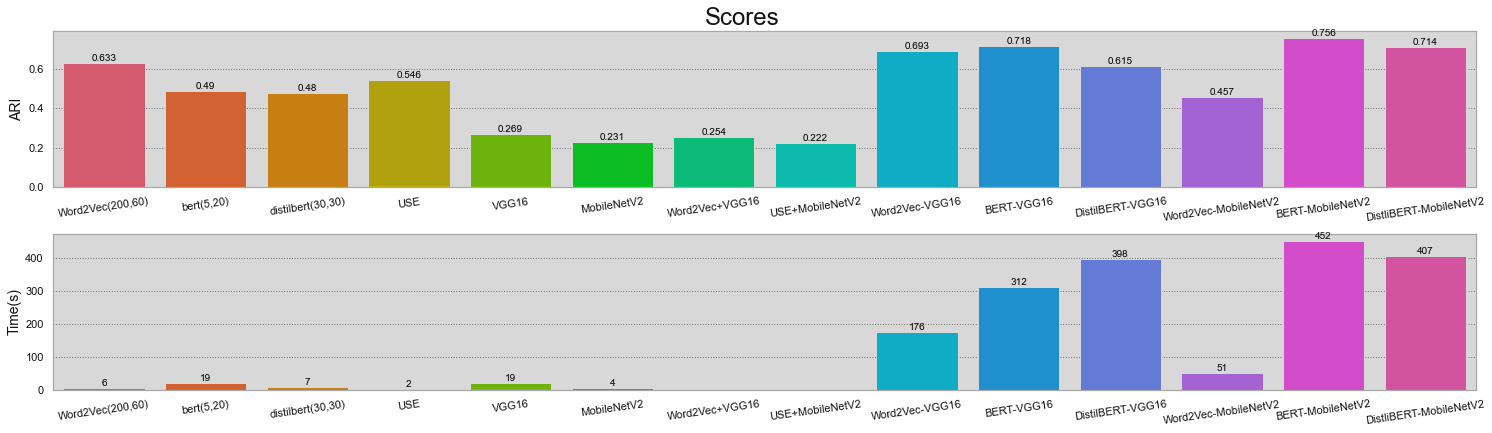 Scores
0.633 0.49 0.48 0.546 0.269 0.231 0.254 0.222 0.693 0.718 0.615 0.457 0.756 0.714
ARI
0.6
0.4
0.2
0.0
Word2Vec(200,60) bert(5,20) distilbert(30,30) USE VGG16 MobileNetV2 Word2Vec+VGG16 USE+MobileNetV2 Word2Vec-VGG16 BERT-VGG16 DistilBERT-VGG16 Word2Vec-MobileNetV2 BERT-MobileNetV2 DistliBERT-MobileNetV2
6 19 7 2 19 4 176 312 398 51 452 407
Time(s)
400
300
200
100
0
Word2Vec(200,60) bert(5,20) distilbert(30,30) USE VGG16 MobileNetV2 Word2Vec+VGG16 USE+MobileNetV2 Word2Vec-VGG16 BERT-VGG16 DistilBERT-VGG16 Word2Vec-MobileNetV2 BERT-MobileNetV2 DistliBERT-MobileNetV2